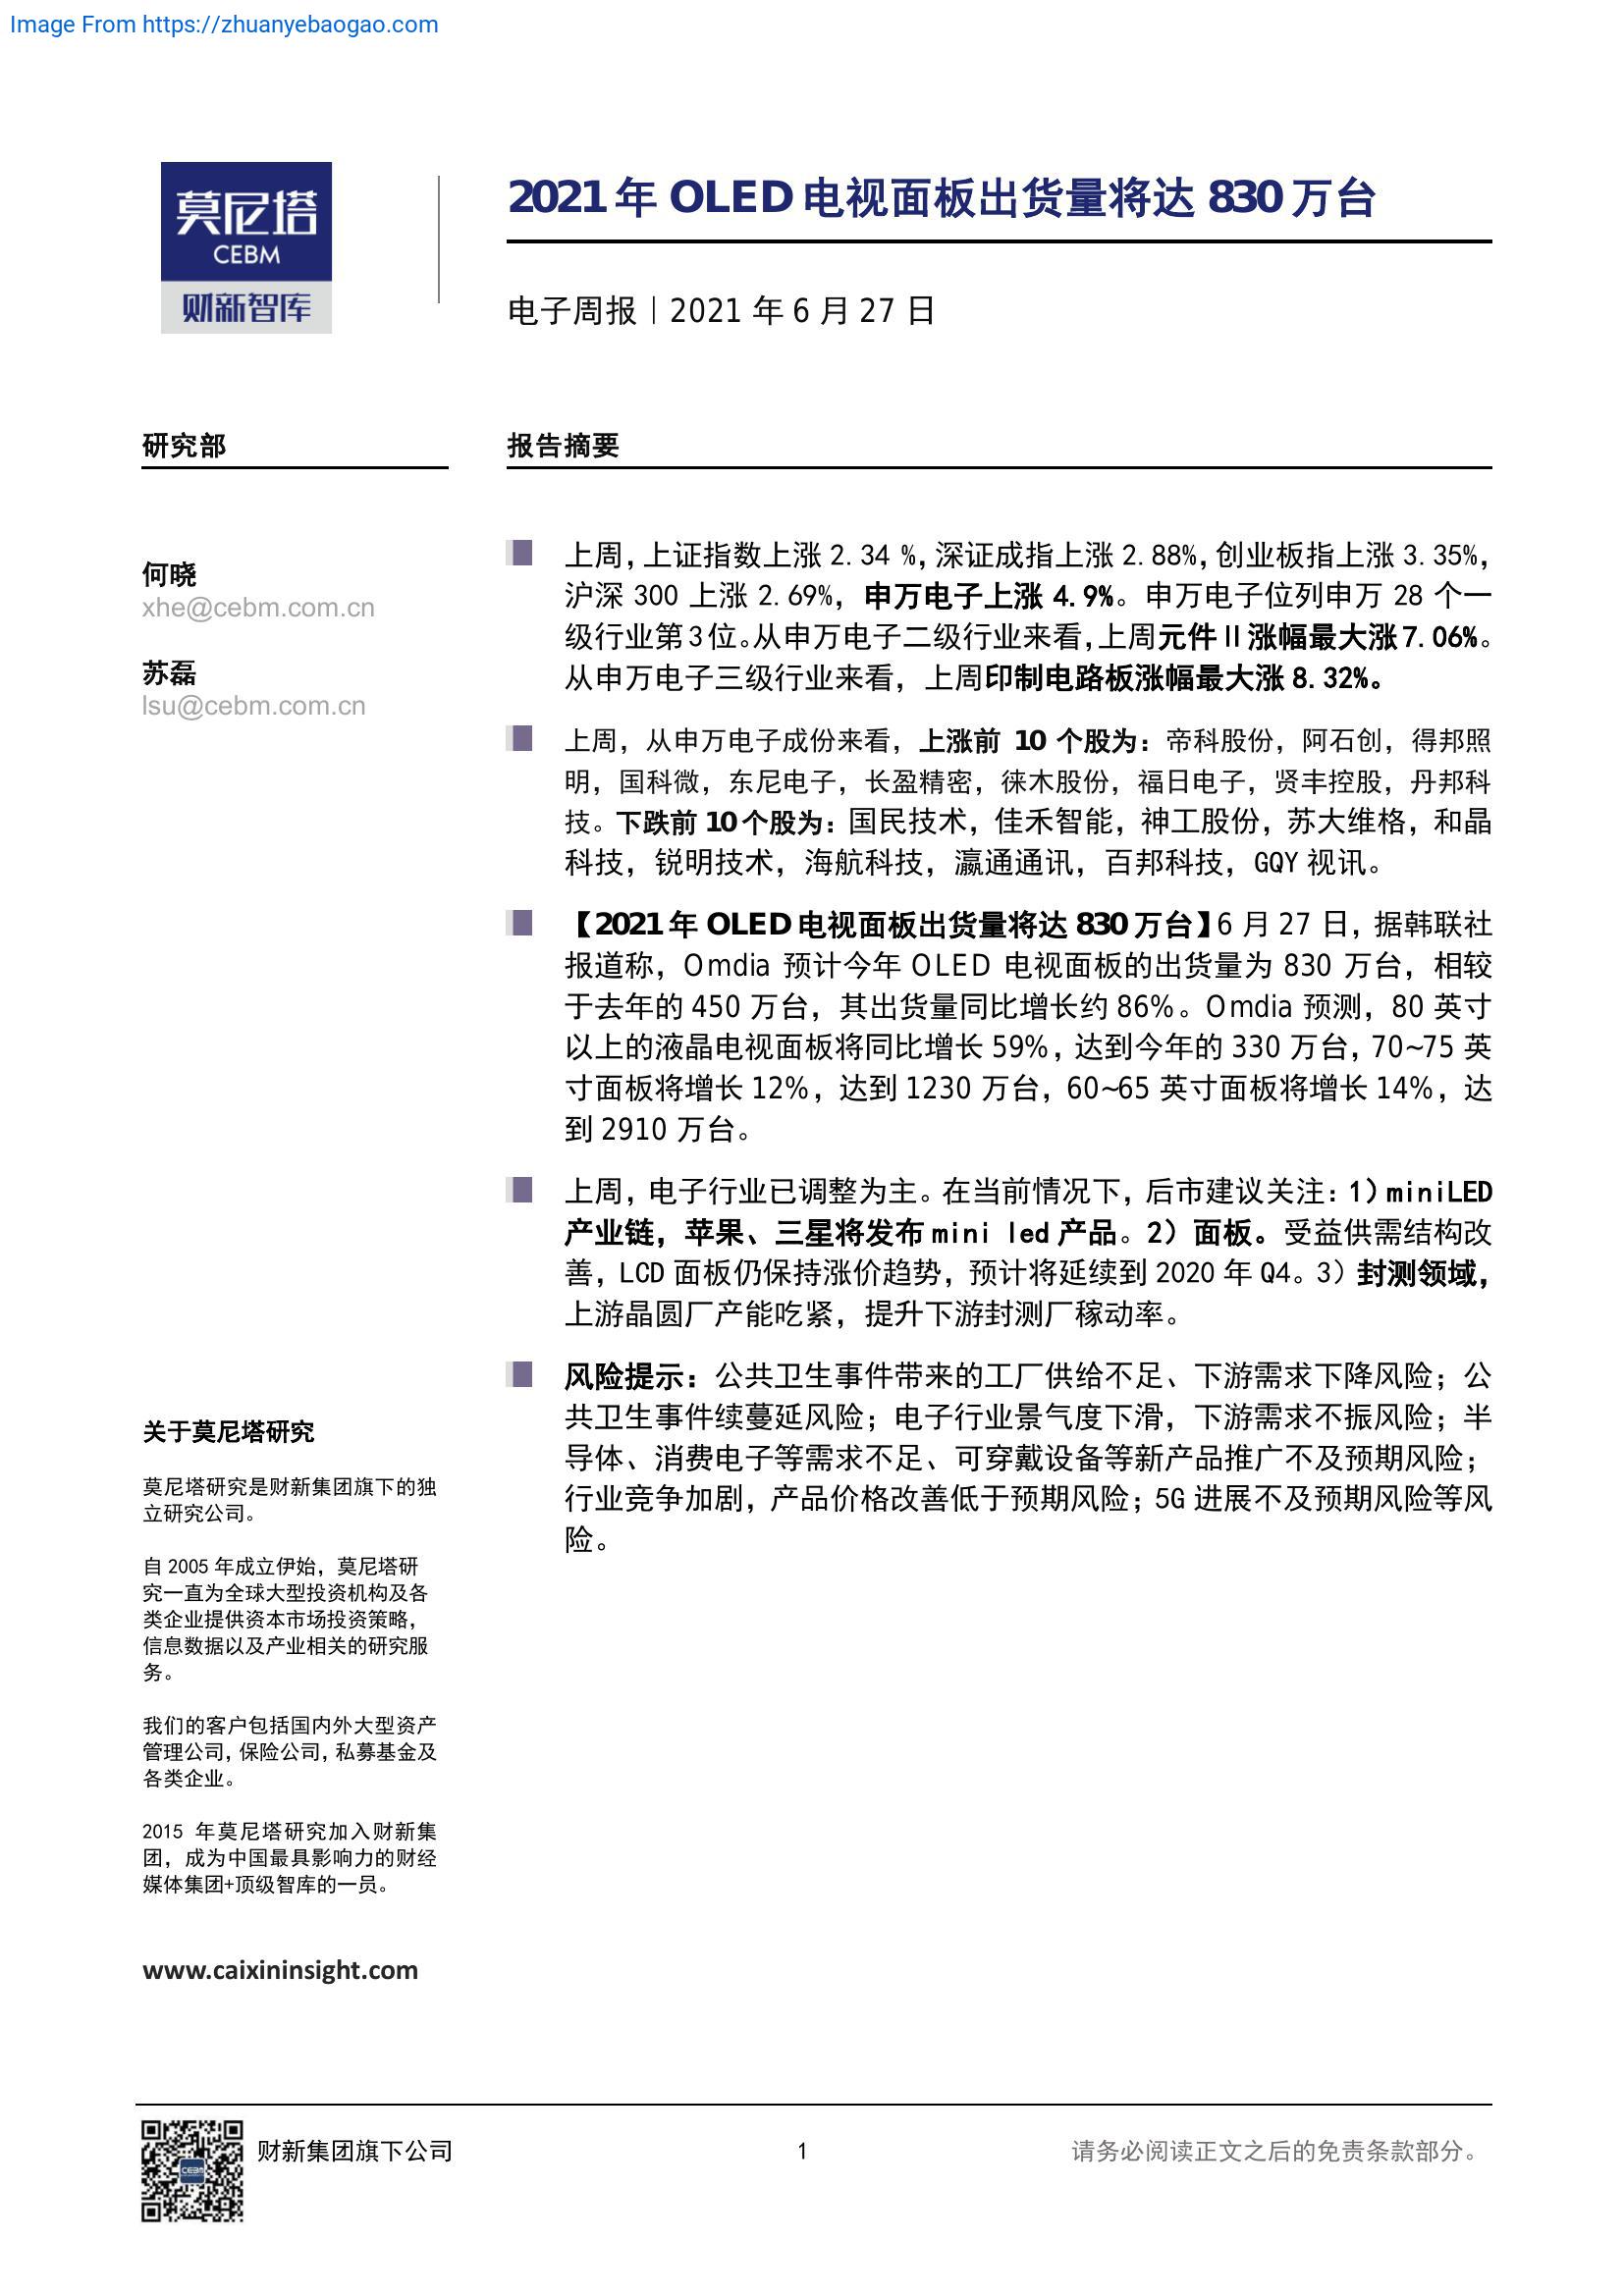 Image From https://zhuanyebaogao.com
莫尼塔
CEBM
财新智库
2021 年 OLED 电视面板出货量将达 830 万台
电子周报｜2021 年 6 月 27 日
研究部
何晓
xhe@cebm.com.cn
苏磊
lsu@cebm.com.cn
关于莫尼塔研究
莫尼塔研究是财新集团旗下的独
立研究公司。
自 2005 年成立伊始，莫尼塔研
究一直为全球大型投资机构及各
类企业提供资本市场投资策略，
信息数据以及产业相关的研究服
务。
我们的客户包括国内外大型资产
管理公司，保险公司，私募基金及
各类企业。
2015 年莫尼塔研究加入财新集
团，成为中国最具影响力的财经
媒体集团+顶级智库的一员。
www.caixininsight.com
报告摘要
上周，上证指数上涨 2.34 %，深证成指上涨 2.88%，创业板指上涨 3.35%，
沪深 300 上涨 2.69%，申万电子上涨 4.9%。申万电子位列申万 28 个一
级行业第 3 位。从申万电子二级行业来看，上周元件Ⅱ涨幅最大涨 7.06%。
从申万电子三级行业来看，上周印制电路板涨幅最大涨 8.32%。
上周，从申万电子成份来看，上涨前 10 个股为：帝科股份，阿石创，得邦照
明，国科微，东尼电子，长盈精密，徕木股份，福日电子，贤丰控股，丹邦科
技。下跌前 10 个股为：国民技术，佳禾智能，神工股份，苏大维格，和晶
科技，锐明技术，海航科技，瀛通通讯，百邦科技，GQY 视讯。
【2021 年 OLED 电视面板出货量将达 830 万台】6 月 27 日，据韩联社
报道称，Omdia 预计今年 OLED 电视面板的出货量为 830 万台，相较
于去年的 450 万台，其出货量同比增长约 86%。Omdia 预测，80 英寸
以上的液晶电视面板将同比增长 59%，达到今年的 330 万台，70~75 英
寸面板将增长 12%，达到 1230 万台，60~65 英寸面板将增长 14%，达
到 2910 万台。
上周，电子行业已调整为主。在当前情况下，后市建议关注：1）miniLED
产业链，苹果、三星将发布 mini led 产品。2）面板。受益供需结构改
善，LCD 面板仍保持涨价趋势，预计将延续到 2020 年 Q4。3）封测领域，
上游晶圆厂产能吃紧，提升下游封测厂稼动率。
风险提示：公共卫生事件带来的工厂供给不足、下游需求下降风险；公
共卫生事件续蔓延风险；电子行业景气度下滑，下游需求不振风险；半
导体、消费电子等需求不足、可穿戴设备等新产品推广不及预期风险；
行业竞争加剧，产品价格改善低于预期风险；5G 进展不及预期风险等风
险。
CEBM
财新集团旗下公司
1
请务必阅读正文之后的免责条款部分。